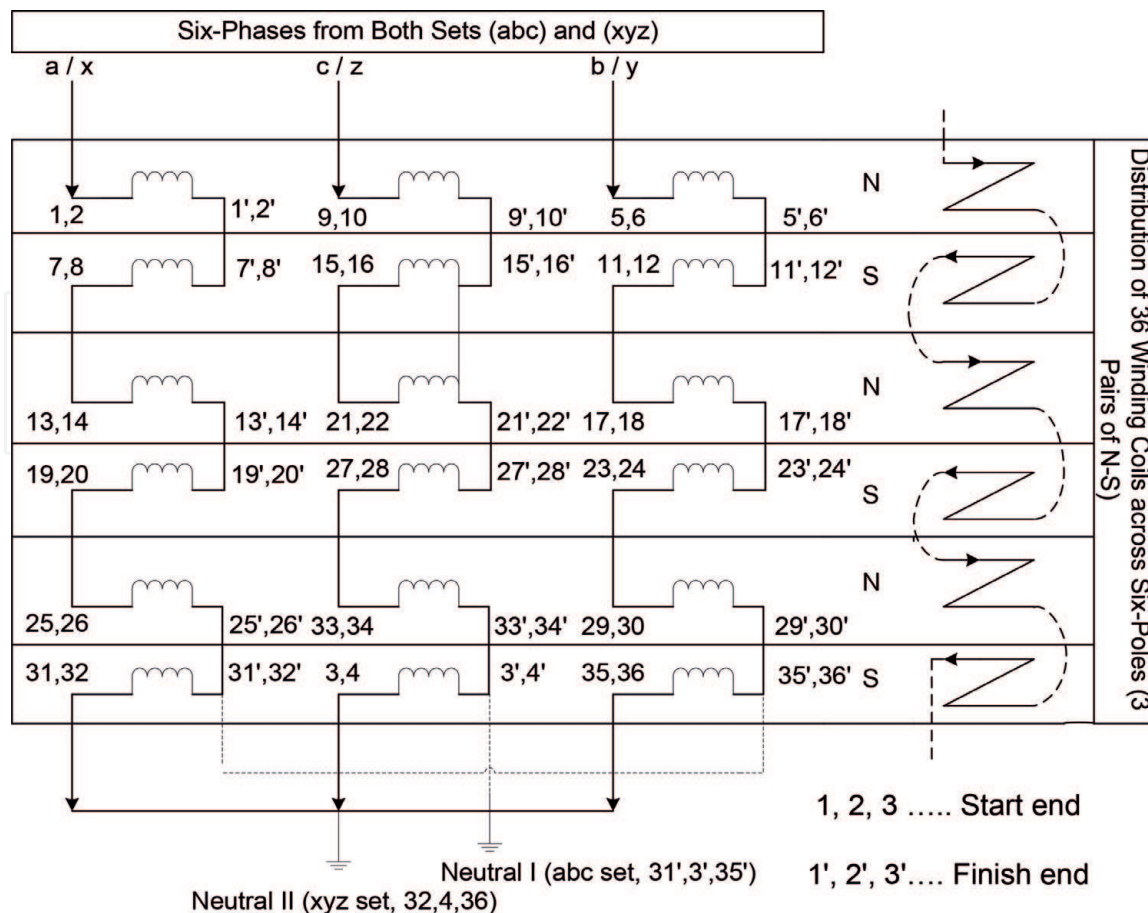 Six-Phases from Both Sets (abc) and (xyz)
a / x c / z b / y
1,2 1',2' 9,10 9',10' 5,6 5',6' N
7,8 7',8' 15,16 15',16' 11,12 11',12' S
13,14 13',14' 21,22 21',22' 17,18 17',18' N
19,20 19',20' 27,28 27',28' 23,24 23',24' S
25,26 25',26' 33,34 33',34' 29,30 29',30' N
31,32 31',32' 3,4 3',4' 35,36 35',36' S
Distribution of 36 Winding Coils across Six-Poles (3
Pairs of N-S)
1, 2, 3 ..... Start end
Neutral I (abc set, 31',3',35')
1', 2', 3'.... Finish end
Neutral II (xyz set, 32,4,36)